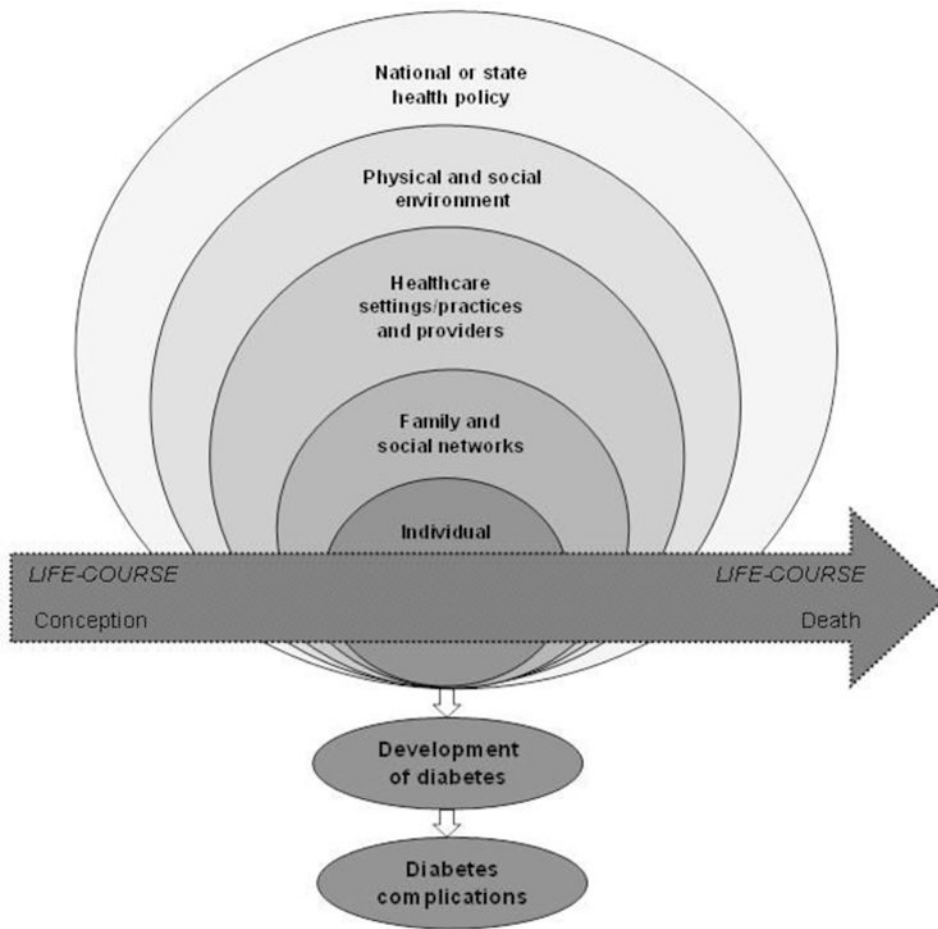 National or state
health policy
Physical and social
environment
Healthcare
settings/practices
and providers
Family and
social networks
Individual
LIFE-COURSE
LIFE-COURSE
Conception
Death
Development
of diabetes
Diabetes
complications